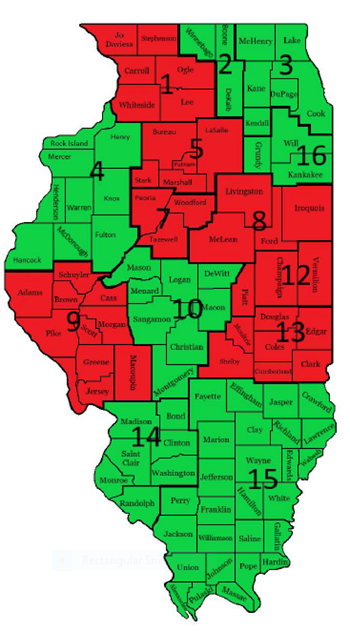 Jo
Daviess
Stephenson
Winnebago
Boone
McHenry
Lake
2
3
Carroll
Ogle
1
Kane
DuPage
DeKalb
Whiteside
Lee
Cook
Henry
Bureau
LaSalle
Kendall
Rock Island
Will
16
Mercer
5
Grundy
Putnam
Kankakee
4
Stark
Marshall
Henderson
Warren
Knox
Peoria
Woodford
Livingston
Iroquois
7
8
McDonough
Fulton
Tazewell
McLean
Ford
Hancock
Mason
Schuyler
Logan
DeWitt
Champaign
12
Vermilion
Adams
Brown
Cass
Menard
Piatt
10
Macon
9
Sangamon
Douglas
13
Pike
Scott
Morgan
Edgar
Moultrie
Coles
Christian
Greene
Macoupin
Shelby
Cumberland
Clark
Jersey
Montgomery
Fayette
Effingham
Jasper
Crawford
Madison
Bond
14
Clay
Richland
Lawrence
Clinton
Marion
Saint
Clair
Wayne
Edwards
Wabash
Washington
Jefferson
15
Monroe
Hamilton
White
Randolph
Perry
Franklin
Jackson
Williamson
Saline
Gallatin
Union
Johnson
Pope
Hardin
Alexander
Pulaski
Massac